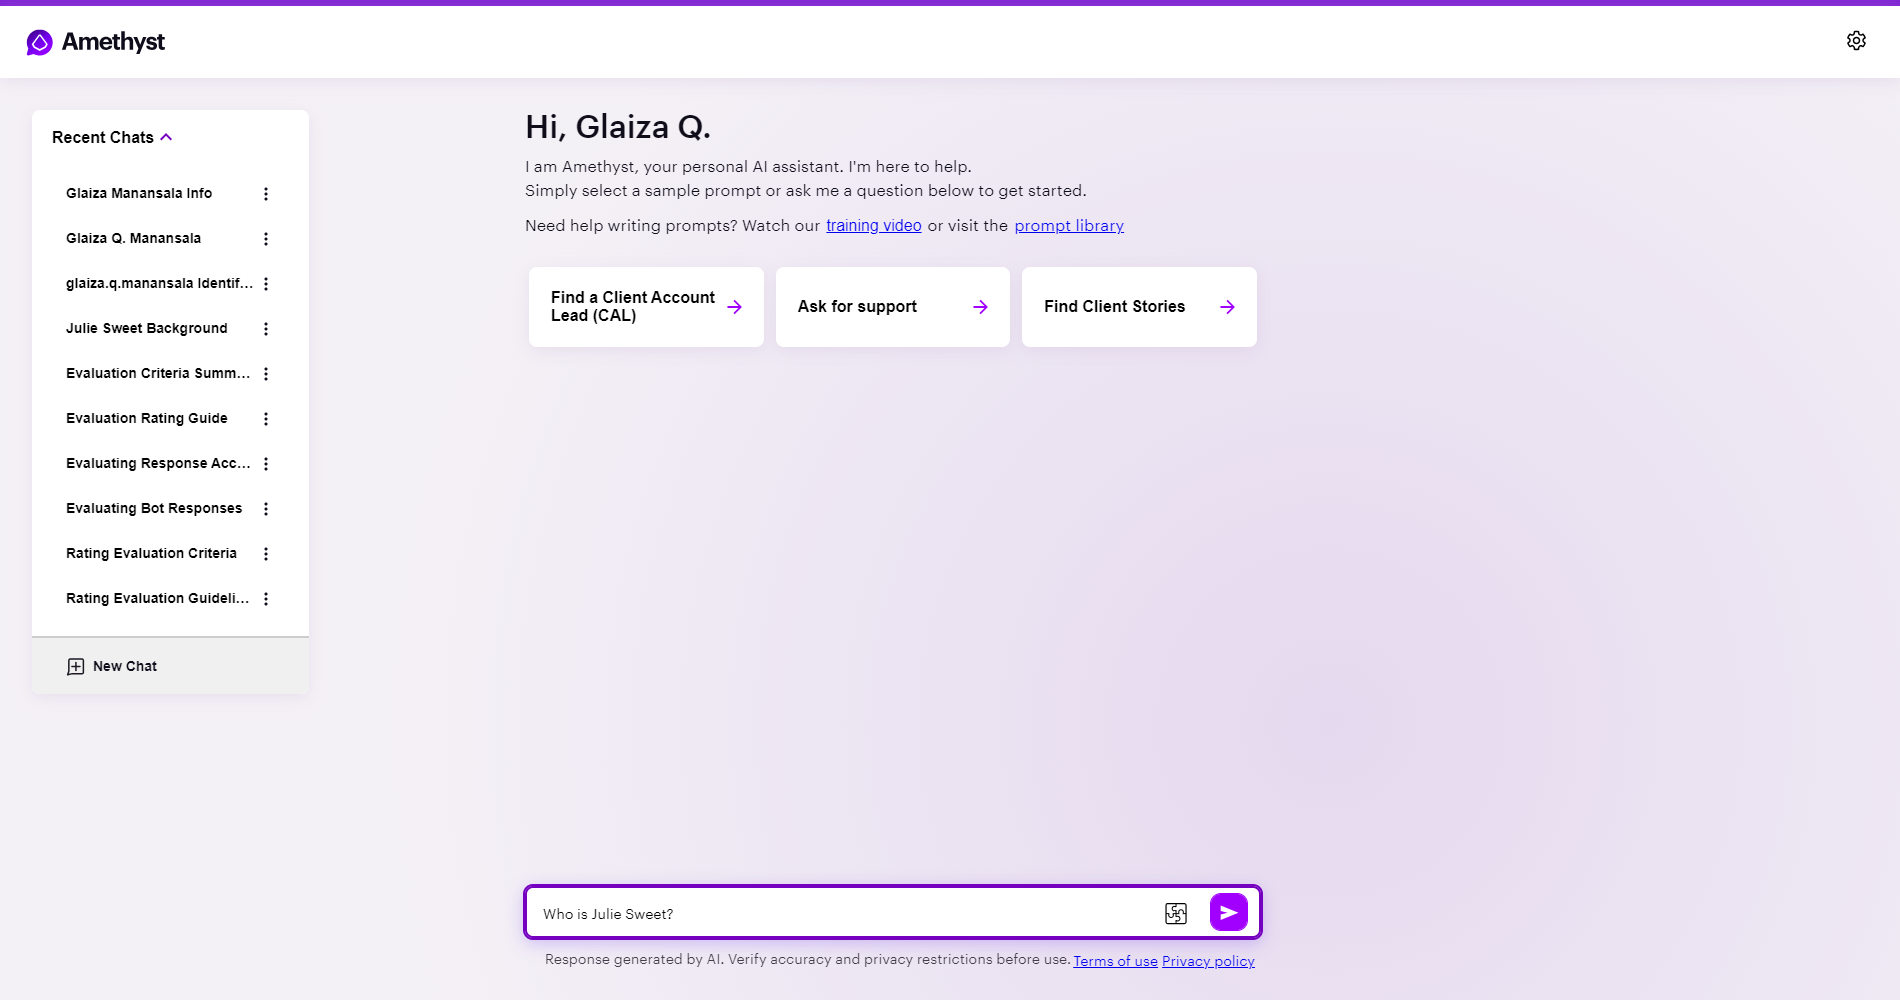 Amethyst
Recent Chats
Glaiza Manansala Info
Glaiza Q. Manansala
glaiza.q.manansala Identif...
Julie Sweet Background
Evaluation Criteria Summ...
Evaluation Rating Guide
Evaluating Response Acc...
Evaluating Bot Responses
Rating Evaluation Criteria
Rating Evaluation Guideli...
New Chat
Hi, Glaiza Q.
I am Amethyst, your personal AI assistant. I'm here to help.
Simply select a sample prompt or ask me a question below to get started.
Need help writing prompts? Watch our training video or visit the prompt library
Find a Client Account
Lead (CAL)
Ask for support
Find Client Stories
Who is Julie Sweet?
Response generated by AI. Verify accuracy and privacy restrictions before use. Terms of use Privacy policy